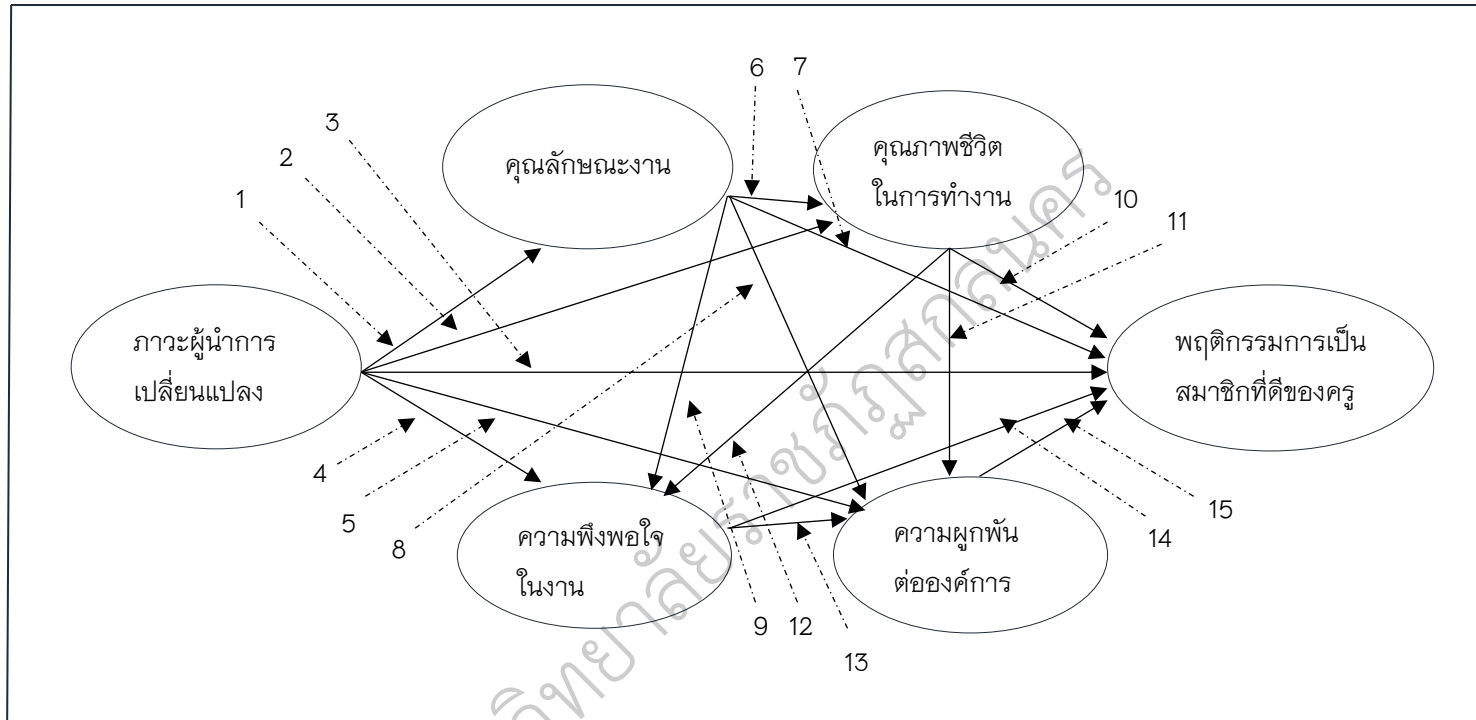 6 7
3
2
1
คุณลักษณะงาน
คุณภาพชีวิต
ในการทำงาน
10
11
ภาวะผู้นำการ
เปลี่ยนแปลง
พฤติกรรมการเป็น
สมาชิกที่ดีของครู
4
5
8
ความพึงพอใจ
ในงาน
ความผูกพัน
ต่อองค์การ
9 12
13
14
15